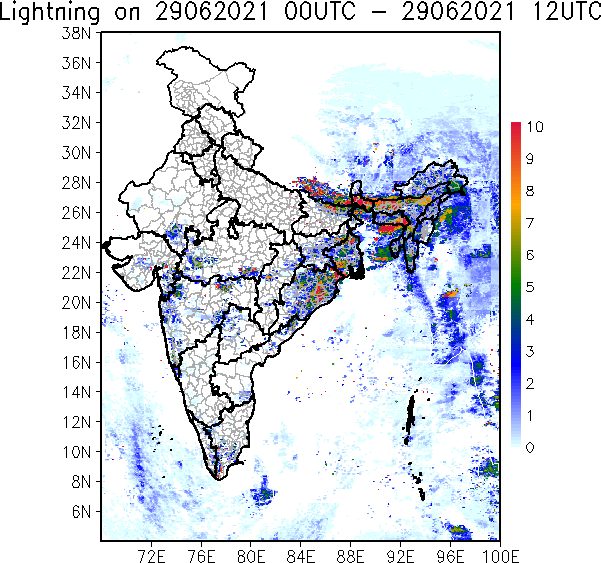 Lightning on 29062021 00UTC – 29062021 12UTC
38N
36N
34N
32N
30N
28N
26N
24N
22N
20N
18N
16N
14N
12N
10N
8N
6N
10
9
8
7
6
5
4
3
2
1
0
72E 76E 80E 84E 88E 92E 96E 100E